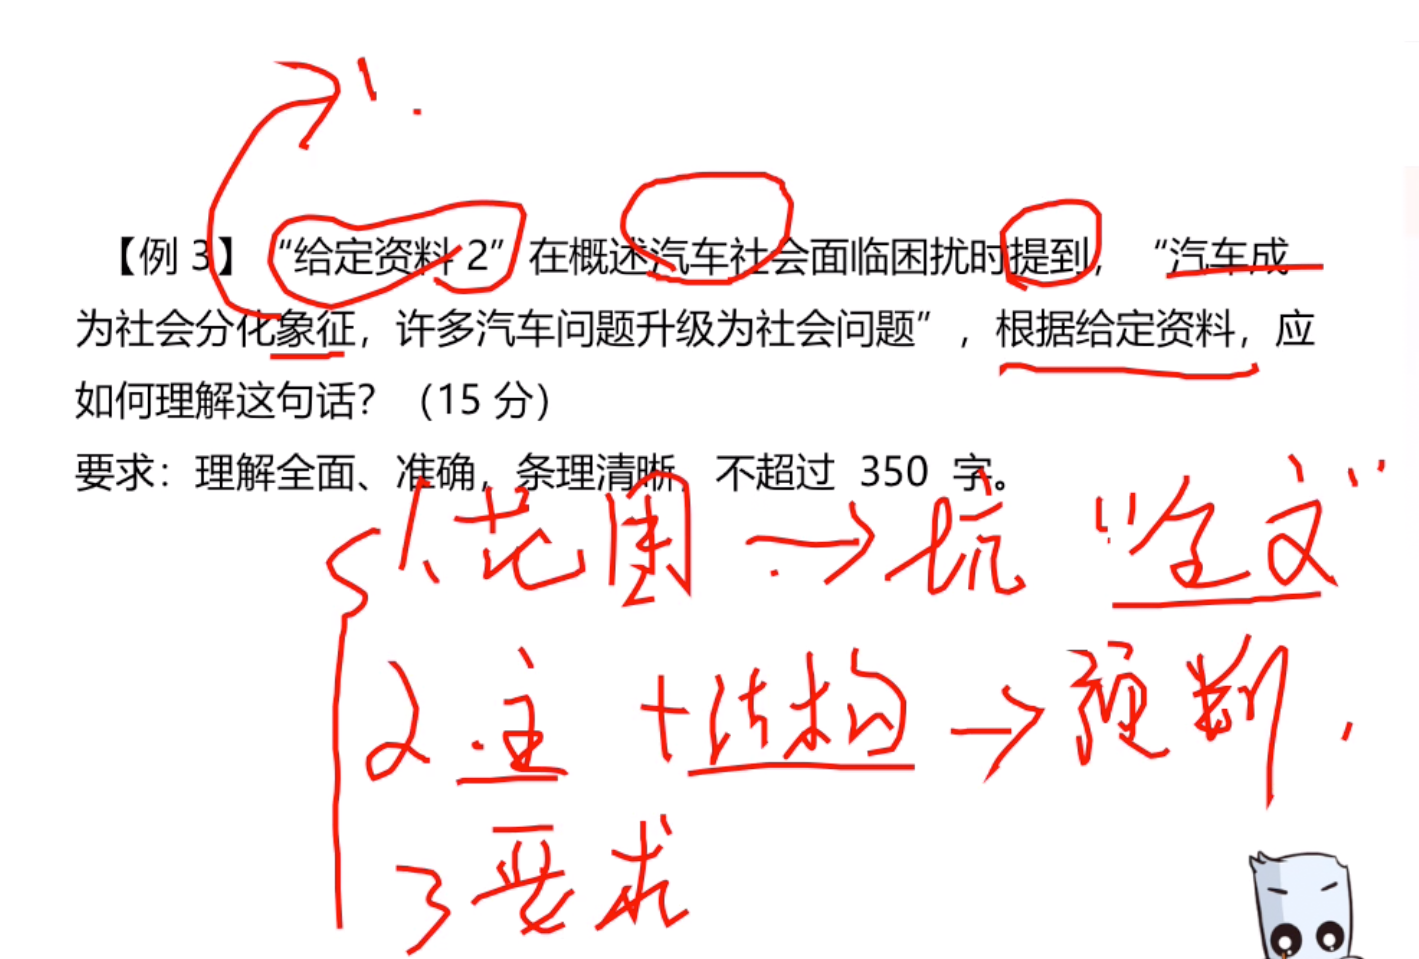 【例 3】 “给定资料 2” 在概述汽车社会面临困扰时提到， “汽车成
为社会分化象征，许多汽车问题升级为社会问题” ，根据给定资料，应
如何理解这句话？（15 分）
要求：理解全面、准确，条理清晰，不超过 350 字。
1、范围 → 坑 “全文”
2 主 + 结构 → 预判
3 要求